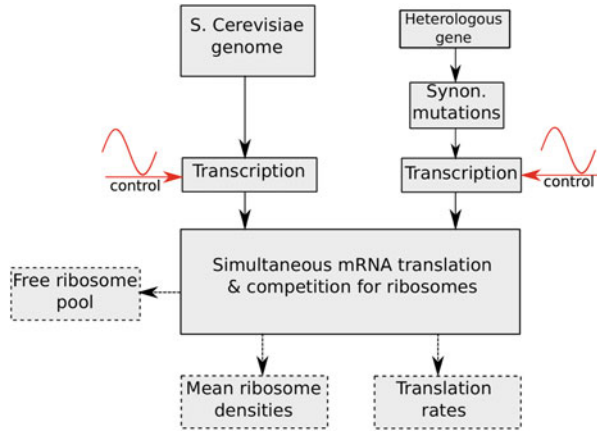 S. Cerevisiae
genome
Heterologous
gene
Synon.
mutations
control
Transcription
Transcription
control
Simultaneous mRNA translation
& competition for ribosomes
Free ribosome
pool
Mean ribosome
densities
Translation
rates